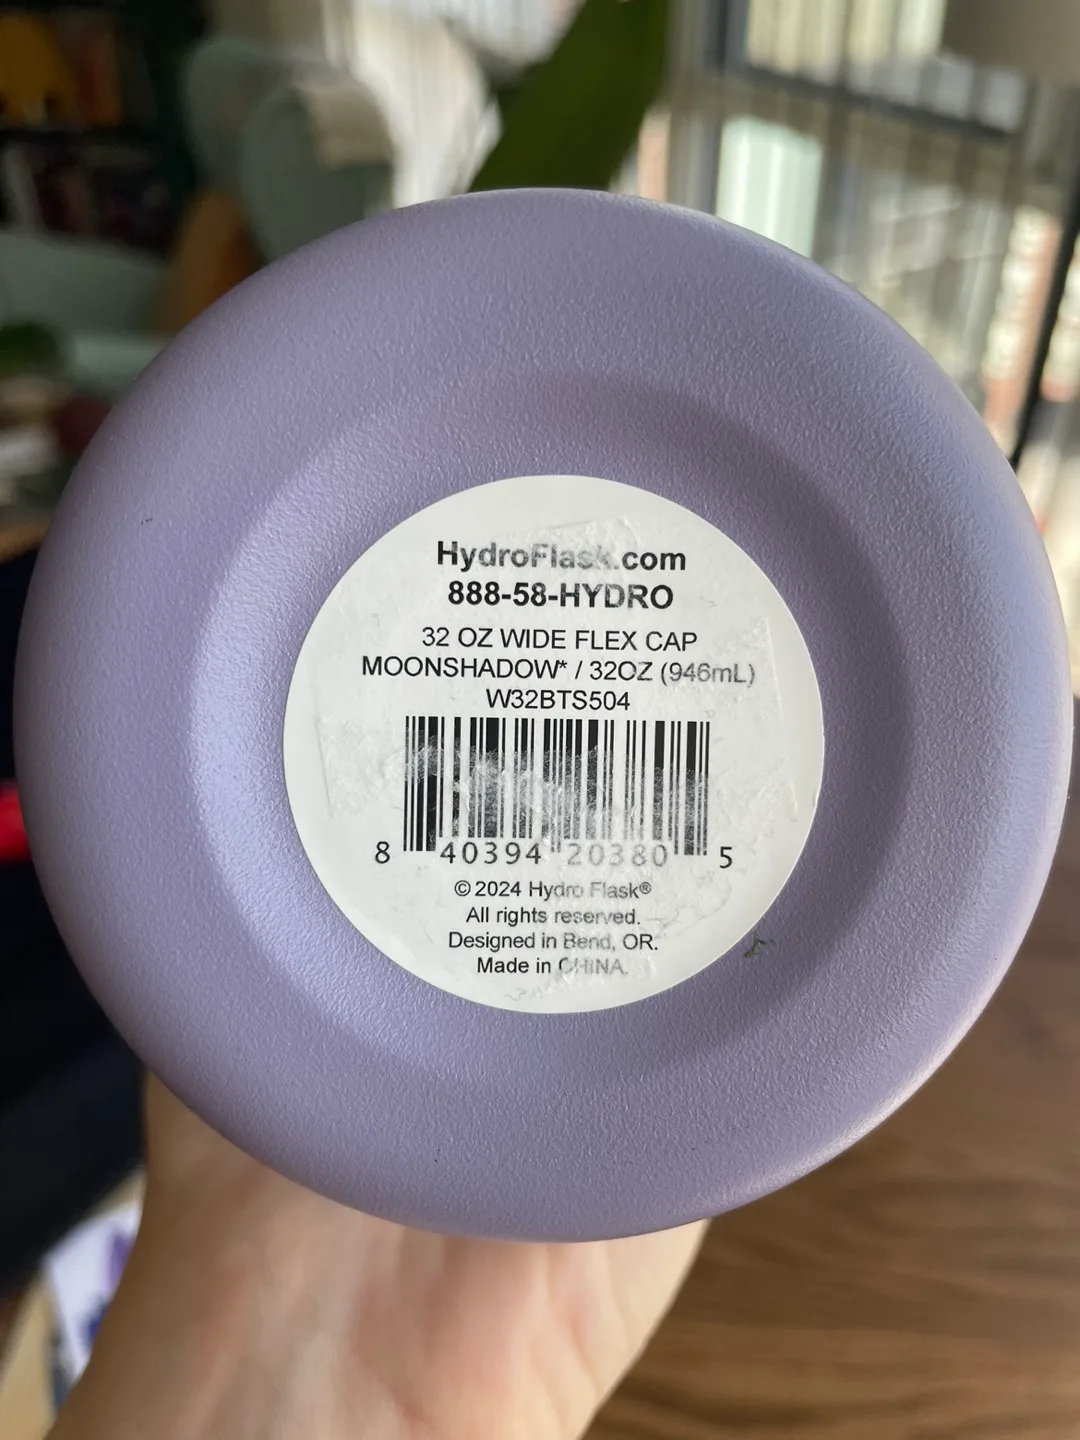 HydroFlask.com
888-58-HYDRO
32 OZ WIDE FLEX CAP
MOONSHADOW* / 32OZ (946mL)
W32BTS504
8 40394 20380 5
© 2024 Hydro Flask®
All rights reserved.
Designed in Bend, OR.
Made in CHINA.